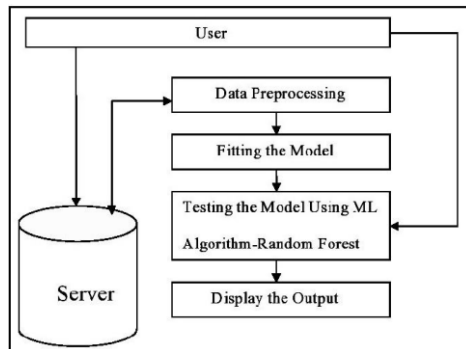 User
Data Preprocessing
Fitting the Model
Testing the Model Using ML
Algorithm-Random Forest
Server
Display the Output